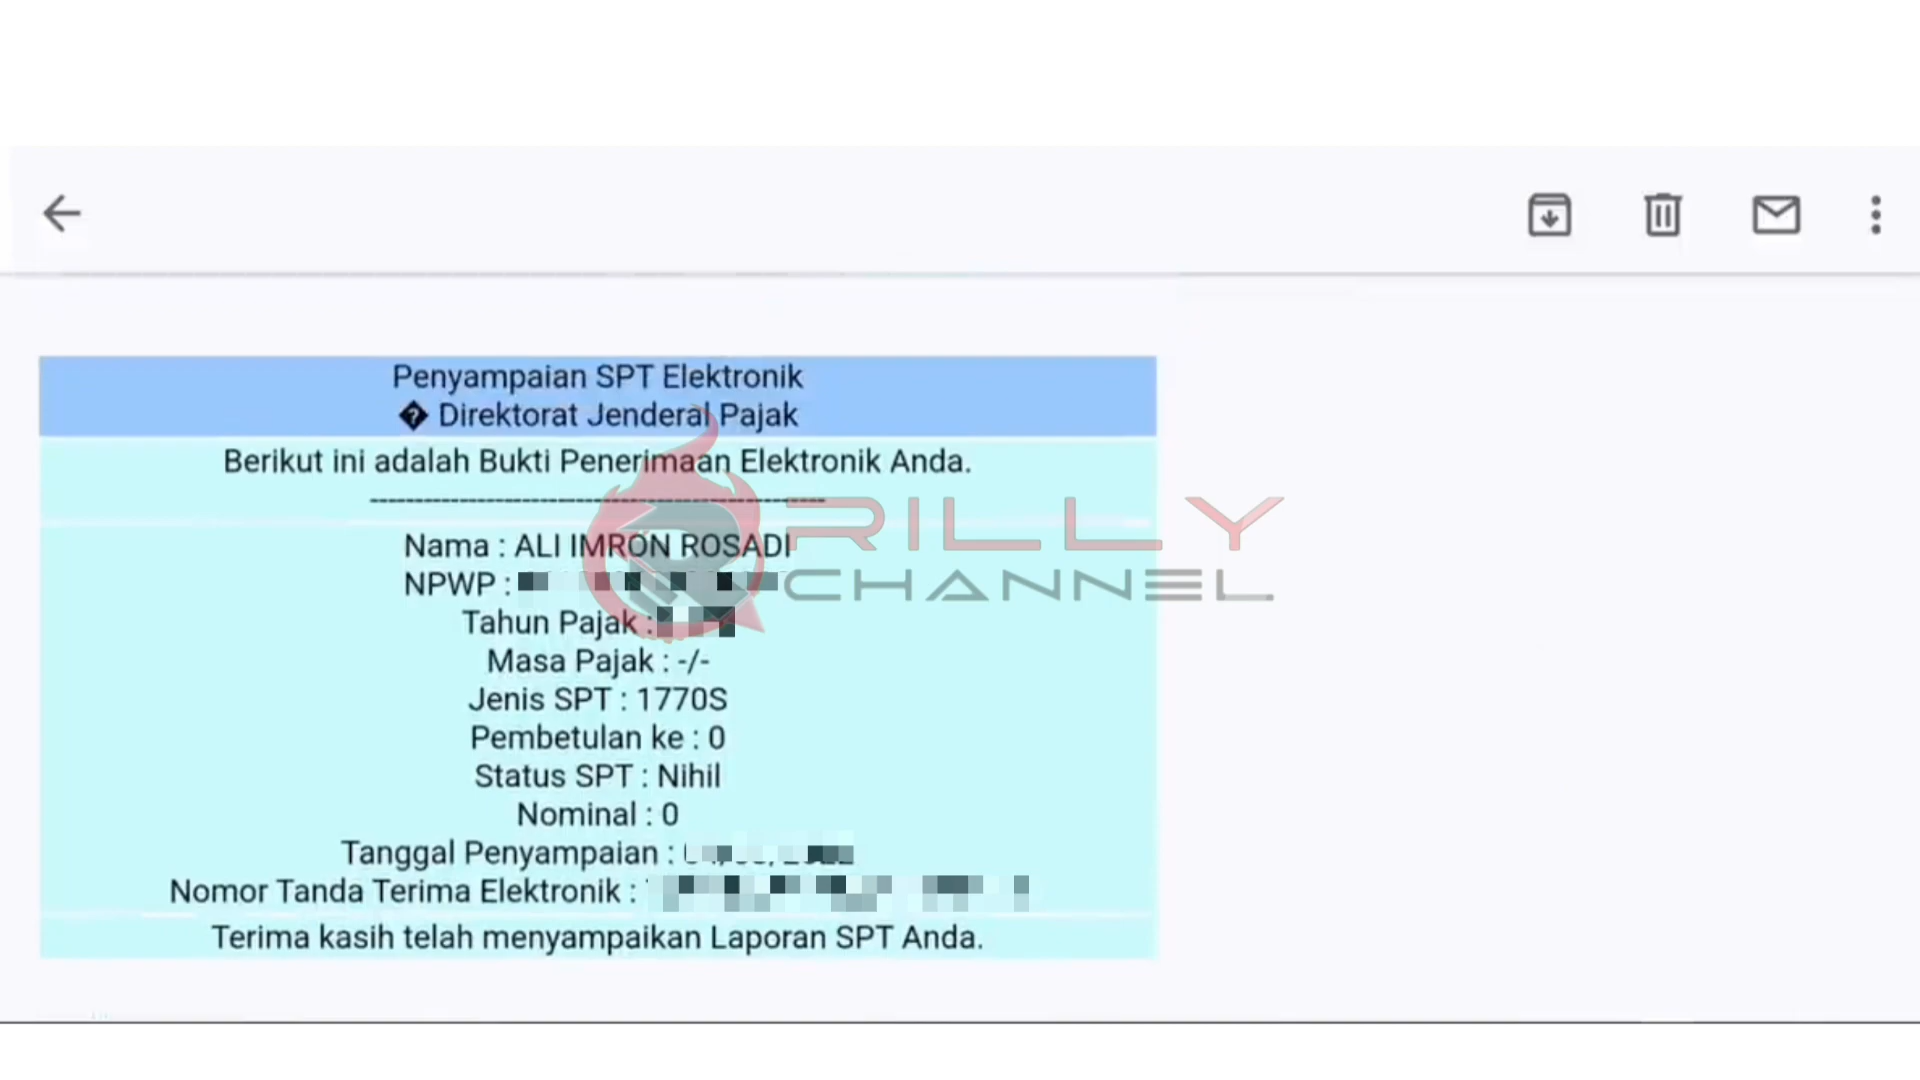 Penyampaian SPT Elektronik
� Direktorat Jenderal Pajak
Berikut ini adalah Bukti Penerimaan Elektronik Anda.
------------------------------------------------
Nama : ALI IMRON ROSADI
RILLY
NPWP :
CHANNEL
Tahun Pajak :
Masa Pajak : -/-
Jenis SPT : 1770S
Pembetulan ke : 0
Status SPT : Nihil
Nominal : 0
Tanggal Penyampaian :
Nomor Tanda Terima Elektronik :
Terima kasih telah menyampaikan Laporan SPT Anda.